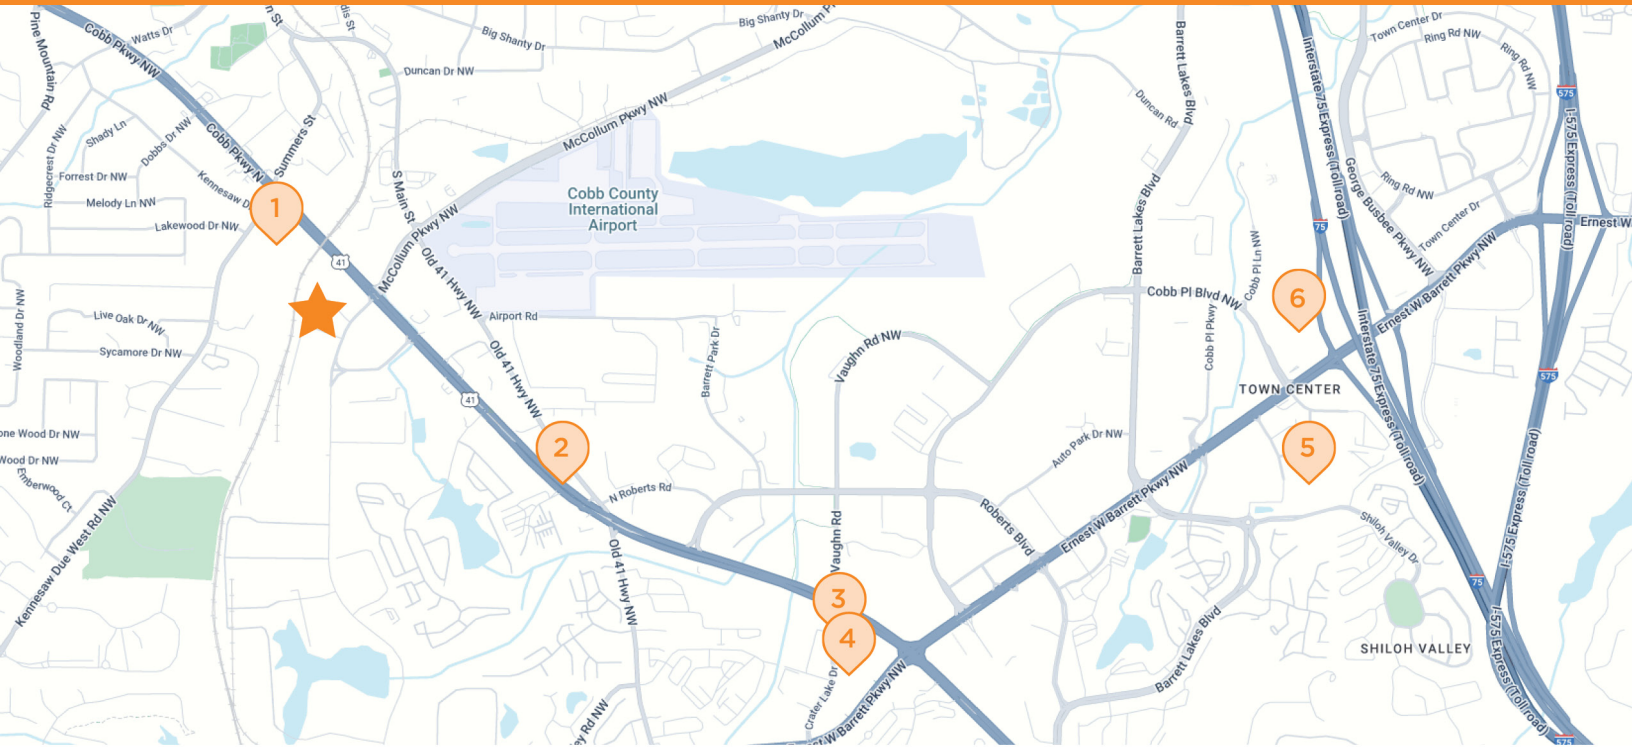 Pine Mountain Rd
Cobb Pkwy NW
Watts Dr
n St
dis St
Big Shanty Dr
Big Shanty Dr
McCollum P
Duncan Dr NW
McCollum Pkwy NW
Barrett Lakes Blvd
Duncan Rd
Interstate 75 Express (Toll road)
Town Center Dr
Ring Rd NW
Ring Rd NW
575
I-575 Express (Toll road)
Shady Ln
Dobbs Dr NW
Cobb Pkwy N
Summers St
Ridgecrest Dr NW
Forrest Dr NW
Kennesaw D
Melody Ln NW
Lakewood Dr NW
1
S Main St
McCollum Pkwy NW
Cobb County
International
Airport
Barrett Lakes Blvd
George Busbee Pkwy NW
Ring Rd NW
Town Center Dr
75
Ernest W
41
Old 41 Hwy NW
Cobb Pl Ln NW
Ernest W Barrett Pkwy NW
Cobb Pl Blvd NW
6
Woodland Dr NW
Live Oak Dr NW
Sycamore Dr NW
Airport Rd
Old 41 Hwy NW
Barrett Park Dr
Vaughn Rd NW
Cobb Pl Pkwy
Interstate 75 Express (Toll road)
575
TOWN CENTER
41
one Wood Dr NW
Wood Dr NW
Emberwood Ct
2
Auto Park Dr NW
5
N Roberts Rd
Kennesaw Due West Rd NW
Old 41 Hwy NW
Vaughn Rd
Roberts Blvd
Ernest W Barrett Pkwy NW
Shiloh Valley Dr
I-575 Express (Toll road)
75
3
4
Barrett Lakes Blvd
SHILOH VALLEY
I-575 Express (Toll road)
Crater Lake Dr
ey Rd NW
est W Barrett Pkwy NW
575